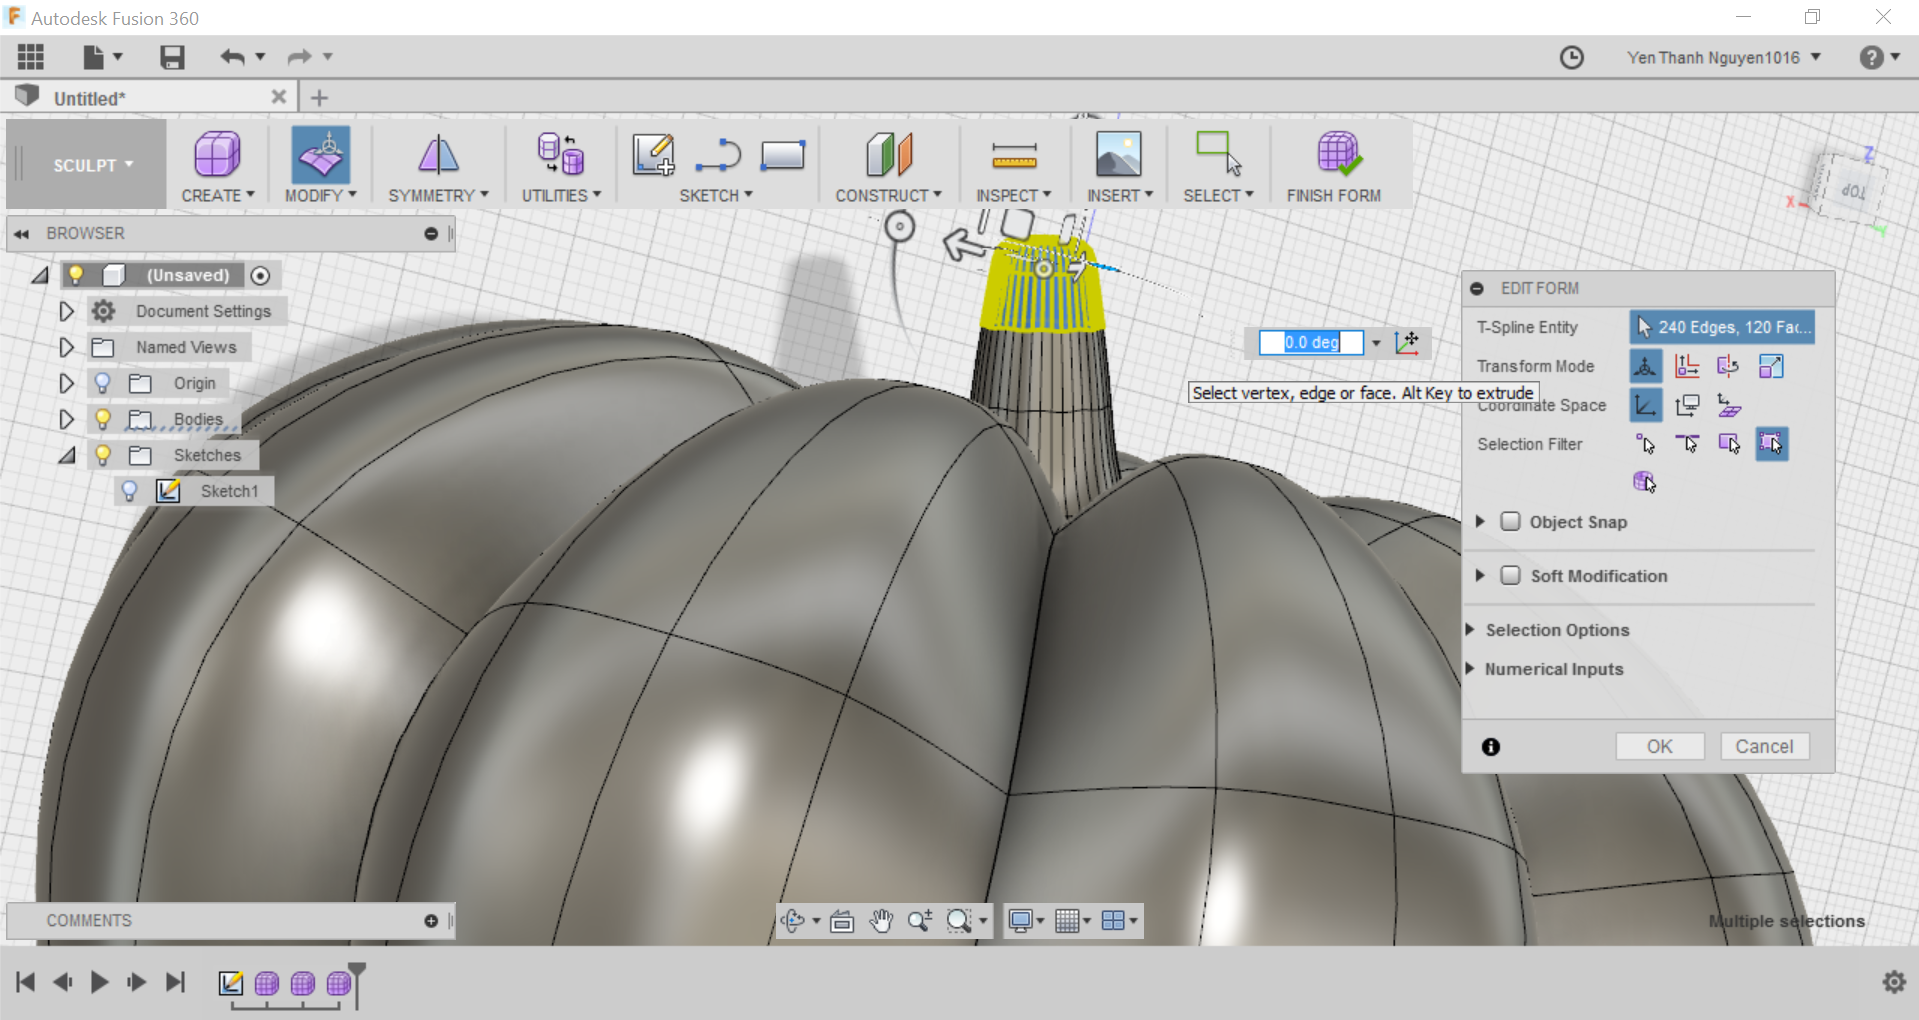 Autodesk Fusion 360
Yen Thanh Nguyen1016
Untitled*
SCULPT
CREATE
MODIFY
SYMMETRY
UTILITIES
SKETCH
CONSTRUCT
INSPECT
INSERT
SELECT
FINISH FORM
Z
TOP
X
Y
BROWSER
(Unsaved)
Document Settings
Named Views
Origin
Bodies
Sketches
Sketch1
0.0 deg
Select vertex, edge or face. Alt Key to extrude
EDIT FORM
T-Spline Entity
240 Edges, 120 Fac...
Transform Mode
Coordinate Space
Selection Filter
Object Snap
Soft Modification
Selection Options
Numerical Inputs
OK
Cancel
COMMENTS
Multiple selections